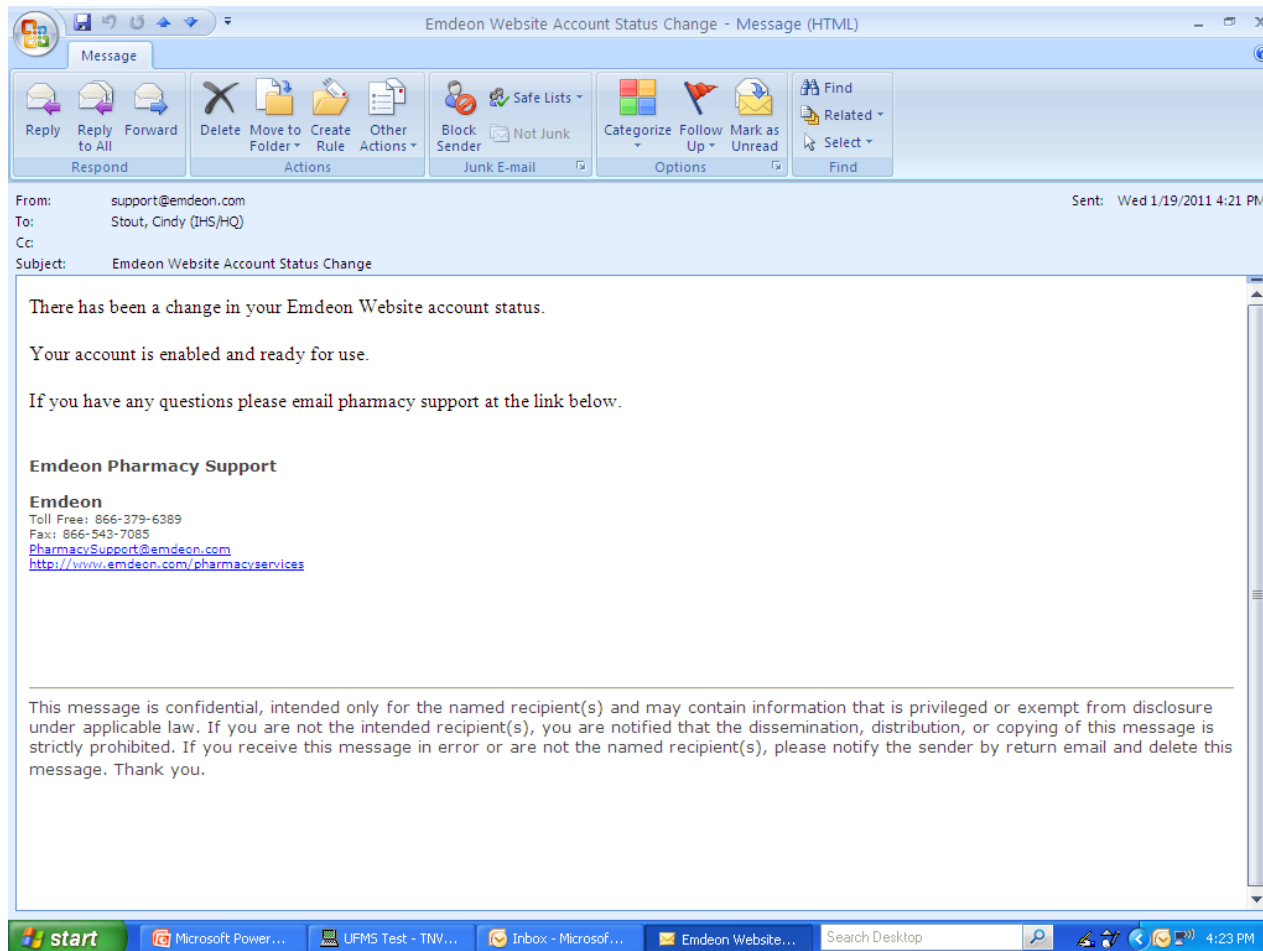 Emdeon Website Account Status Change - Message (HTML)
Message
Reply
Reply to All
Forward
Respond
Delete
Move to Folder
Create Rule
Other Actions
Actions
Block Sender
Safe Lists
Not Junk
Junk E-mail
Categorize
Follow Up
Mark as Unread
Options
Find
Related
Select
Find
From: support@emdeon.com
Sent: Wed 1/19/2011 4:21 PM
To: Stout, Cindy (IHS/HQ)
Cc:
Subject: Emdeon Website Account Status Change
There has been a change in your Emdeon Website account status.
Your account is enabled and ready for use.
If you have any questions please email pharmacy support at the link below.
Emdeon Pharmacy Support
Emdeon
Toll Free: 866-379-6389
Fax: 866-543-7085
PharmacySupport@emdeon.com
http://www.emdeon.com/pharmacyservices
This message is confidential, intended only for the named recipient(s) and may contain information that is privileged or exempt from disclosure
under applicable law. If you are not the intended recipient(s), you are notified that the dissemination, distribution, or copying of this message is
strictly prohibited. If you receive this message in error or are not the named recipient(s), please notify the sender by return email and delete this
message. Thank you.
start
Microsoft Power...
UFMS Test - TNV...
Inbox - Microsof...
Emdeon Website...
Search Desktop
4:23 PM